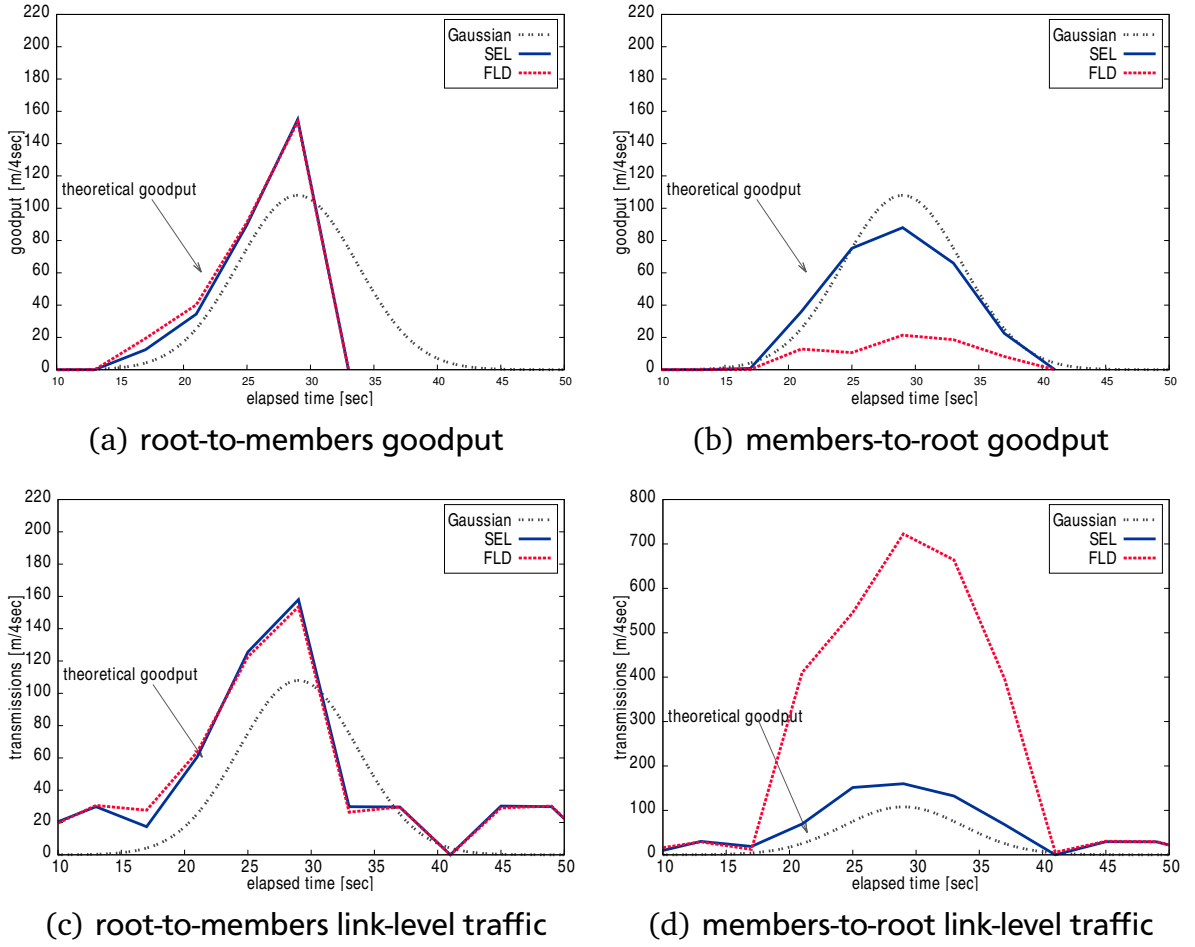 220
200
180
160
140
120
100
80
60
40
20
0
goodput [m/4sec]
Gaussian
SEL
FLD
theoretical goodput
10 15 20 25 30 35 40 45 50
elapsed time [sec]
(a) root-to-members goodput
220
200
180
160
140
120
100
80
60
40
20
0
goodput [m/4sec]
Gaussian
SEL
FLD
theoretical goodput
10 15 20 25 30 35 40 45 50
elapsed time [sec]
(b) members-to-root goodput
220
200
180
160
140
120
100
80
60
40
20
0
transmissions [m/4sec]
Gaussian
SEL
FLD
theoretical goodput
10 15 20 25 30 35 40 45 50
elapsed time [sec]
(c) root-to-members link-level traffic
800
700
600
500
400
300
200
100
0
transmissions [m/4sec]
Gaussian
SEL
FLD
theoretical goodput
10 15 20 25 30 35 40 45 50
elapsed time [sec]
(d) members-to-root link-level traffic